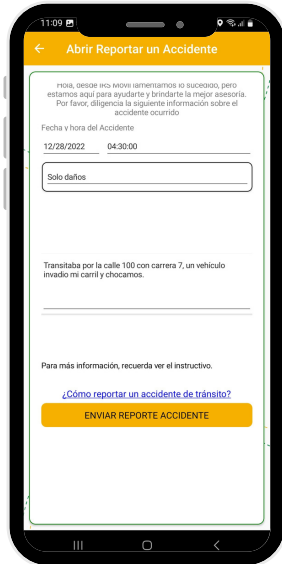 11:09
Abrir Reportar un Accidente
Hola, desde IRS Móvil lamentamos lo sucedido, pero
estamos aquí para ayudarte y brindarte la mejor asesoría.
Por favor, diligencia la siguiente información sobre el
accidente ocurrido
Fecha y hora del Accidente
12/28/2022 04:30:00
Solo daños
Transitaba por la calle 100 con carrera 7, un vehículo
invadio mi carril y chocamos.
Para más información, recuerda ver el instructivo.
¿Cómo reportar un accidente de tránsito?
ENVIAR REPORTE ACCIDENTE